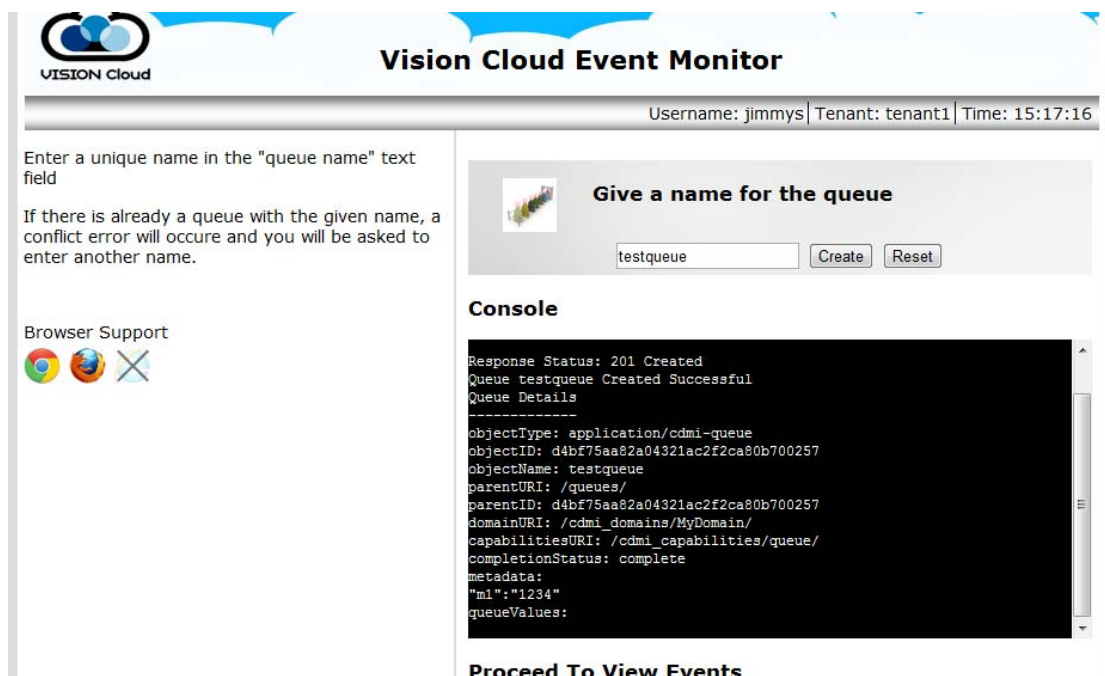 VISION Cloud
Vision Cloud Event Monitor
Username: jimmys| Tenant: tenant1| Time: 15:17:16
Enter a unique name in the "queue name" text
field
If there is already a queue with the given name, a
conflict error will occure and you will be asked to
enter another name.
Browser Support
Give a name for the queue
testqueue Create Reset
Console
Response Status: 201 Created
Queue testqueue Created Successful
Queue Details
-------------
objectType: application/cdmi-queue
objectID: d4bf75aa82a04321ac2f2ca80b700257
objectName: testqueue
parentURI: /queues/
parentID: d4bf75aa82a04321ac2f2ca80b700257
domainURI: /cdmi_domains/MyDomain/
capabilitiesURI: /cdmi_capabilities/queue/
completionStatus: complete
metadata:
"m1":"1234"
queueValues:
Proceed To View Events